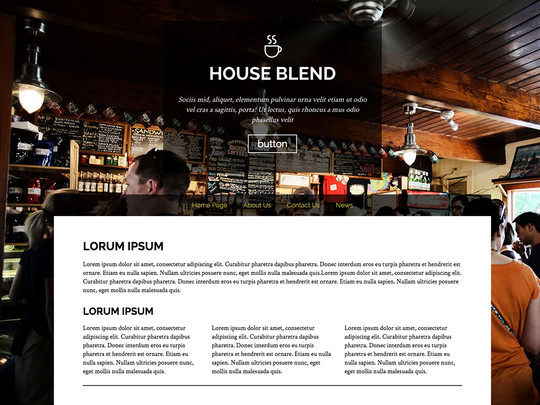 HOUSE BLEND
Sociis mid, aliquet, elementum pulvinar urna velit etiam ut odio
vel cras a sagittis, porta! Ut lectus, quis rhoncus a mus odio
phasellus velit
button
Home Page About Us Contact Us News
LORUM IPSUM
Lorem ipsum dolor sit amet, consectetur adipiscing elit. Curabitur pharetra dapibus pharetra. Donec interdum eros eu turpis pharetra et hendrerit est
ornare. Etiam eu nulla sapien. Nullam ultricies posuere nunc, eget mollis nulla malesuada quis.Lorem ipsum dolor sit amet, consectetur adipiscing elit.
Curabitur pharetra dapibus pharetra. Donec interdum eros eu turpis pharetra et hendrerit est ornare. Etiam eu nulla sapien. Nullam ultricies posuere
nunc, eget mollis nulla malesuada quis.
LORUM IPSUM
Lorem ipsum dolor sit amet, consectetur
adipiscing elit. Curabitur pharetra dapibus
pharetra. Donec interdum eros eu turpis
pharetra et hendrerit est ornare. Etiam eu
nulla sapien. Nullam ultricies posuere
nunc, eget mollis nulla malesuada quis.
Lorem ipsum dolor sit amet, consectetur
adipiscing elit. Curabitur pharetra dapibus
pharetra. Donec interdum eros eu turpis
pharetra et hendrerit est ornare. Etiam eu nulla
sapien. Nullam ultricies posuere nunc,
eget mollis nulla malesuada quis.
Lorem ipsum dolor sit amet, consectetur
adipiscing elit. Curabitur pharetra dapibus
pharetra. Donec interdum eros eu turpis
pharetra et hendrerit est ornare. Etiam eu
nulla sapien. Nullam ultricies posuere
nunc, eget mollis nulla malesuada quis.